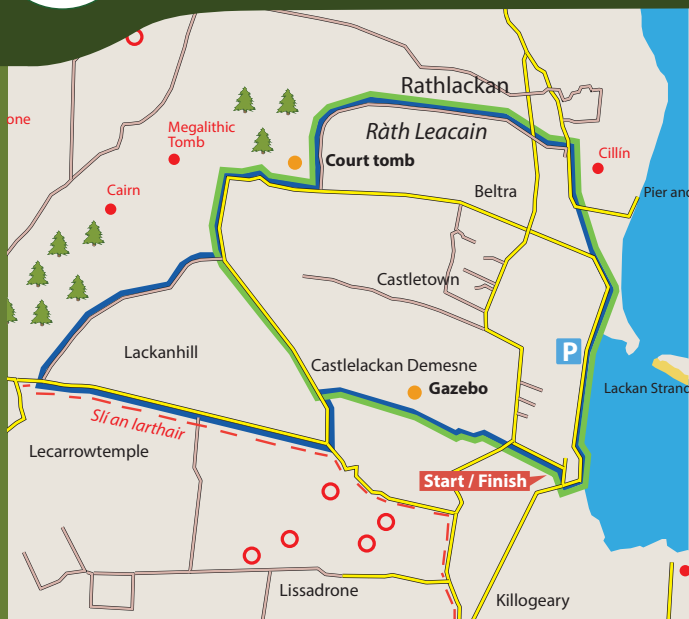 Rathlackan
one
Megalithic
Tomb
Ràth Leacain
Court tomb
Cillín
Cairn
Beltra
Pier and
Castletown
Lackanhill
P
Castlelackan Demesne
Gazebo
Lackan Strand
Slí an Iarthair
Lecarrowtemple
Start / Finish
Lissadrone
Killogeary